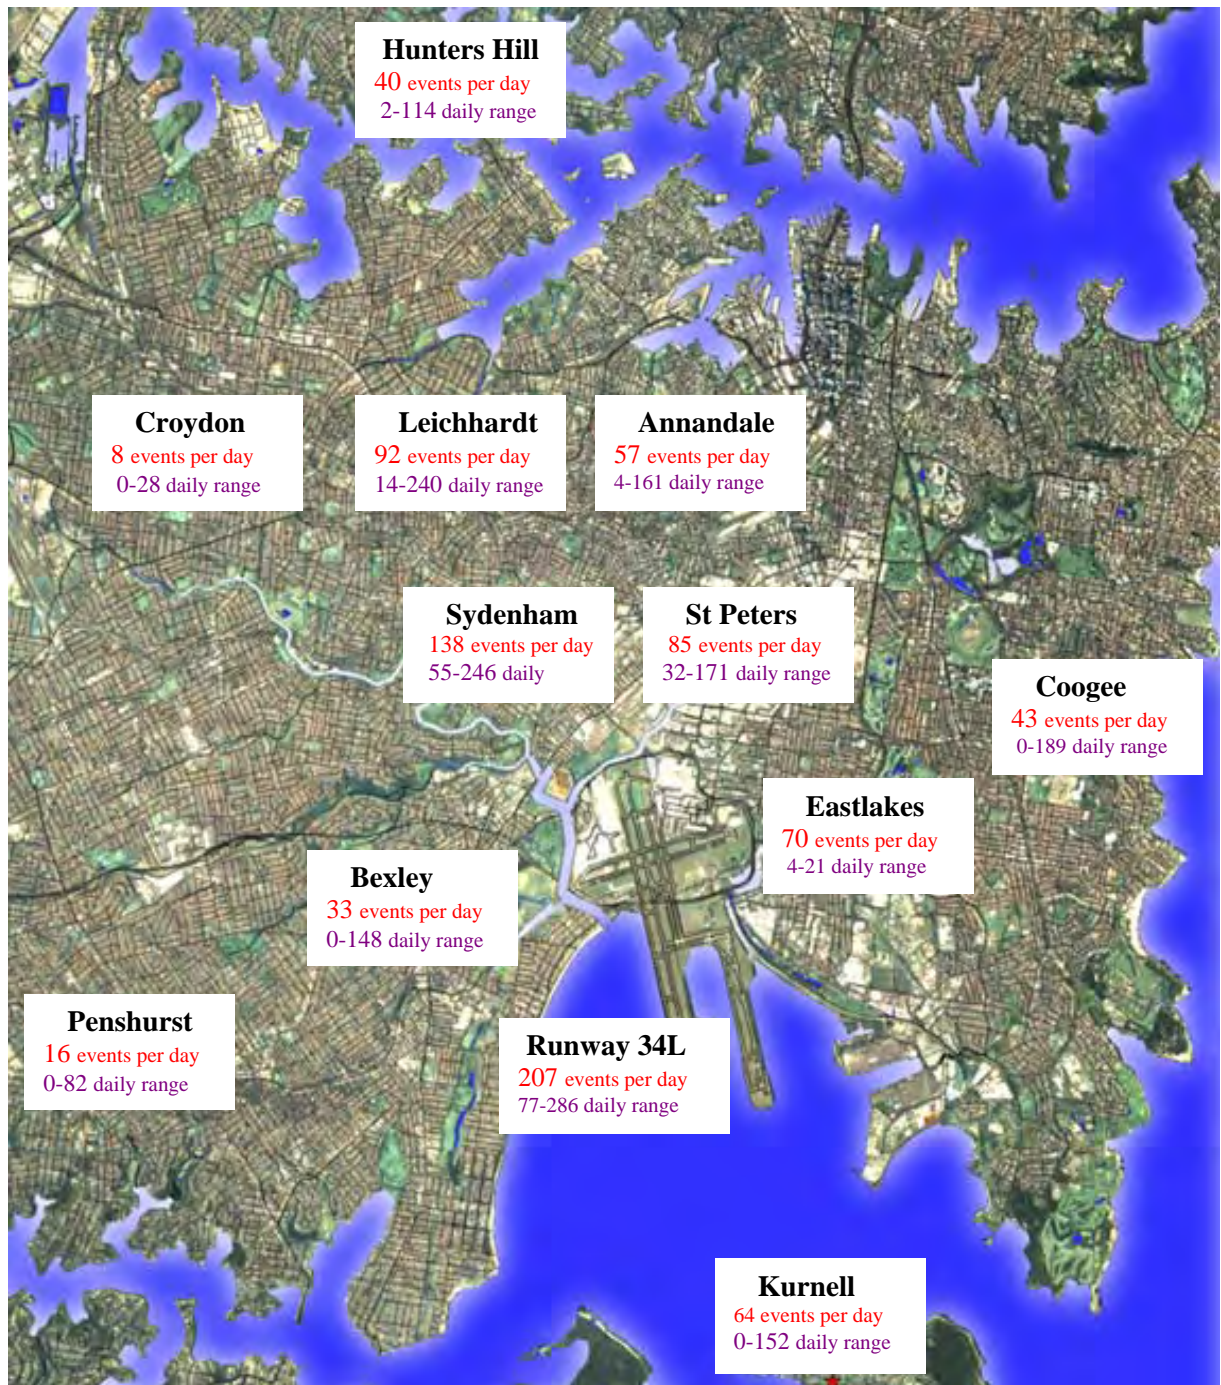 Hunters Hill
40 events per day
2-114 daily range
Croydon
8 events per day
0-28 daily range
Leichhardt
92 events per day
14-240 daily range
Annandale
57 events per day
4-161 daily range
Sydenham
138 events per day
55-246 daily
St Peters
85 events per day
32-171 daily range
Coogee
43 events per day
0-189 daily range
Eastlakes
70 events per day
4-21 daily range
Bexley
33 events per day
0-148 daily range
Penshurst
16 events per day
0-82 daily range
Runway 34L
207 events per day
77-286 daily range
Kurnell
64 events per day
0-152 daily range